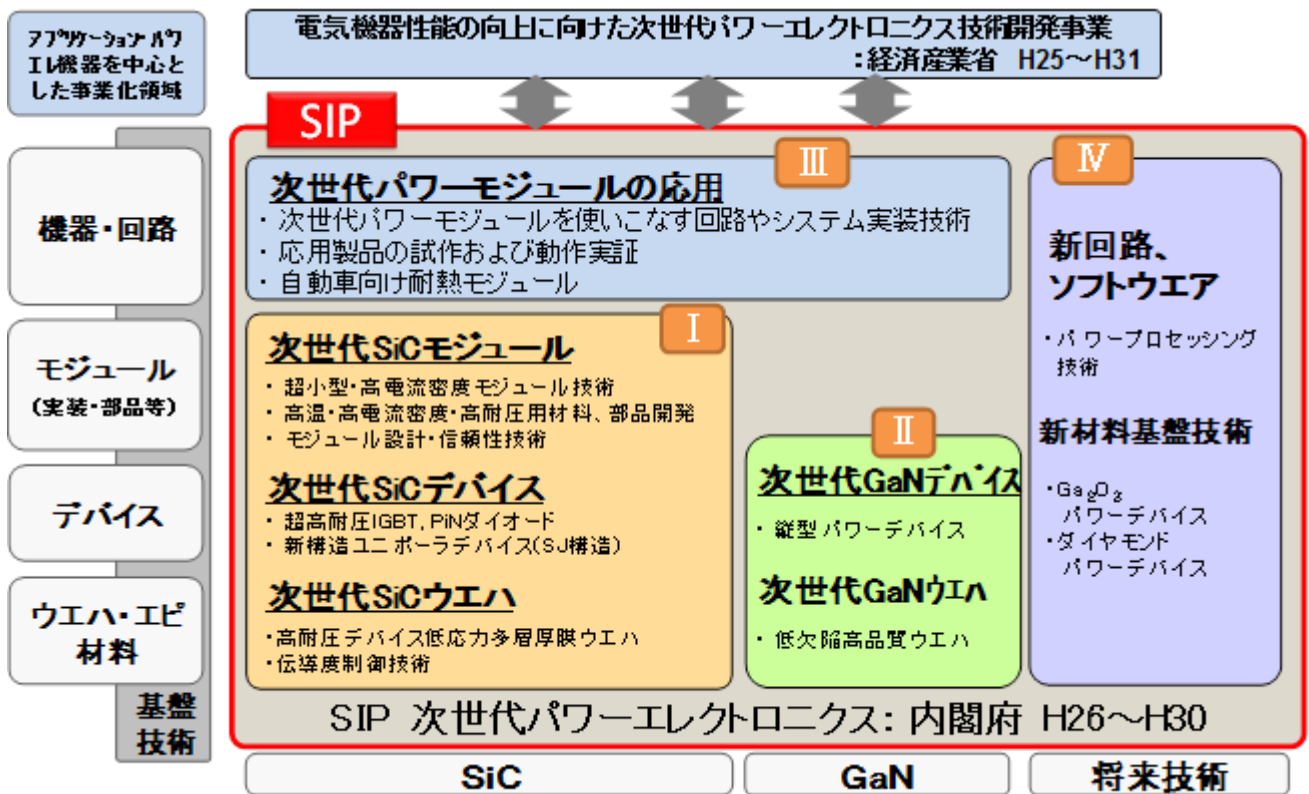 アプリケーション・パワ
エレ機器を中心と
した事業化領域
電気機器性能の向上に向けた次世代パワーエレクトロニクス技術開発事業
:経済産業省 H25～H31
SIP
機器・回路
モジュール
(実装・部品等)
デバイス
ウエハ・エピ
材料
基盤
技術
Ⅲ
次世代パワーモジュールの応用
・次世代パワーモジュールを使いこなす回路やシステム実装技術
・応用製品の試作および動作実証
・自動車向け耐熱モジュール
Ⅰ
次世代SiCモジュール
・超小型・高電流密度モジュール技術
・高温・高電流密度・高耐圧用材料、部品開発
・モジュール設計・信頼性技術
次世代SiCデバイス
・超高耐圧IGBT, PiNダイオード
・新構造ユニポーラデバイス(SJ構造)
次世代SiCウエハ
・高耐圧デバイス低応力多層厚膜ウエハ
・伝導度制御技術
Ⅱ
次世代GaNデバイス
・縦型パワーデバイス
次世代GaNウエハ
・低欠陥高品質ウエハ
Ⅳ
新回路、
ソフトウエア
・パワープロセッシング
技術
新材料基盤技術
・Ga₂O₃
パワーデバイス
・ダイヤモンド
パワーデバイス
SIP 次世代パワーエレクトロニクス: 内閣府 H26～H30
SiC
GaN
将来技術